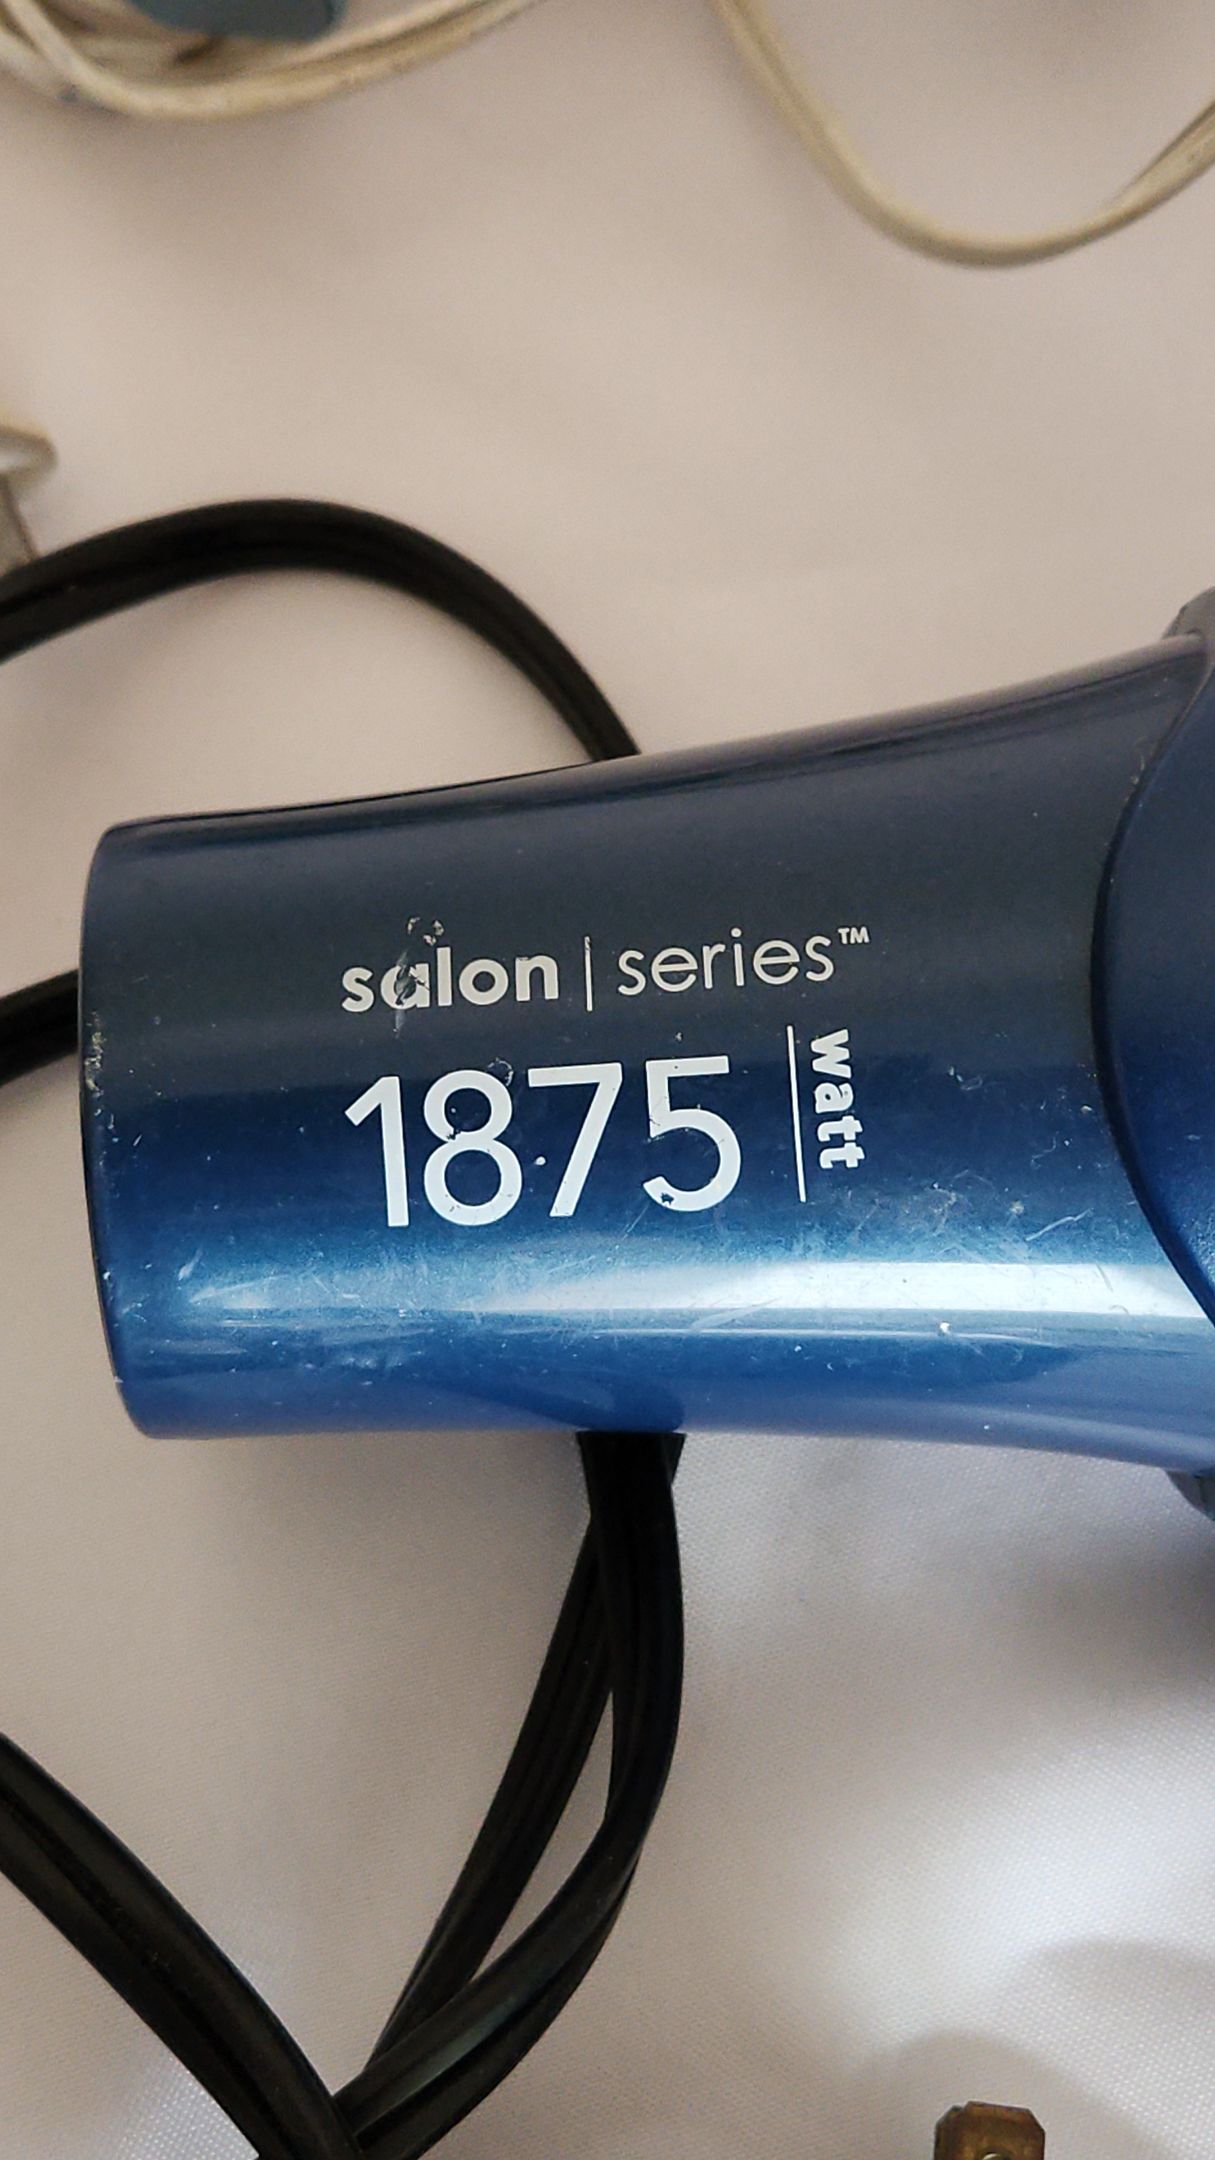 salon | series™
1875 | watt